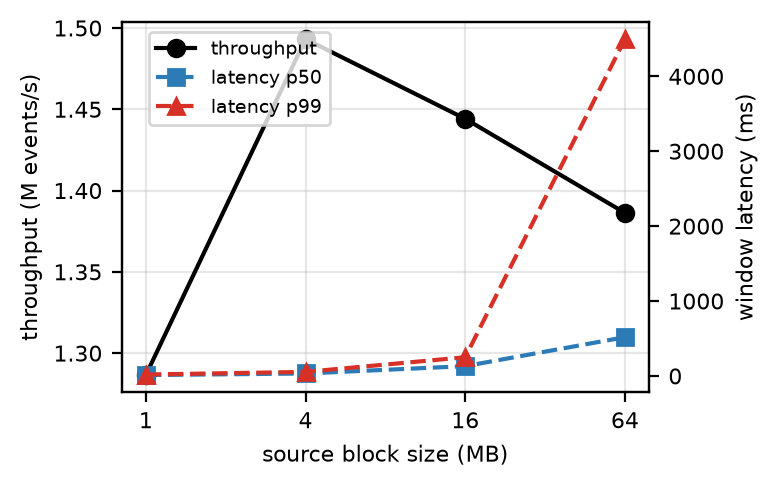 throughput
latency p50
latency p99
throughput (M events/s)
1.50
1.45
1.40
1.35
1.30
window latency (ms)
4000
3000
2000
1000
0
1 4 16 64
source block size (MB)